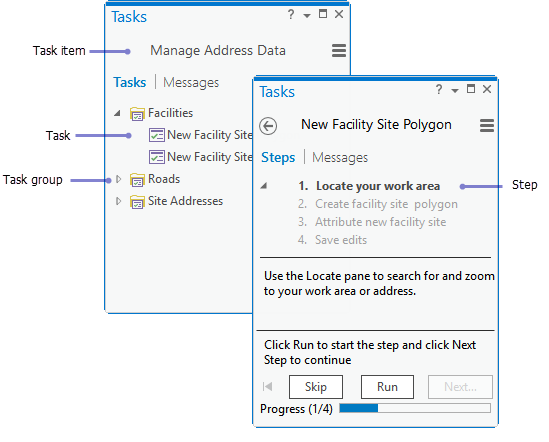 Tasks
?
Task item
Manage Address Data
Tasks | Messages
Facilities
Task
New Facility Site
New Facility Site
Task group
Roads
Site Addresses
Tasks
?
New Facility Site Polygon
Steps | Messages
1. Locate your work area
Step
2. Create facility site polygon
3. Attribute new facility site
4. Save edits
Use the Locate pane to search for and zoom
to your work area or address.
Click Run to start the step and click Next
Step to continue
Skip
Run
Next...
Progress (1/4)